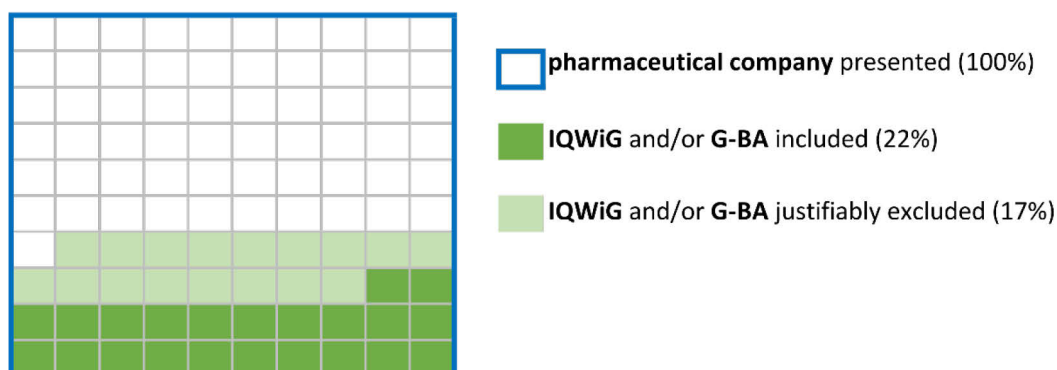 pharmaceutical company presented (100%)
IQWiG and/or G-BA included (22%)
IQWiG and/or G-BA justifiably excluded (17%)